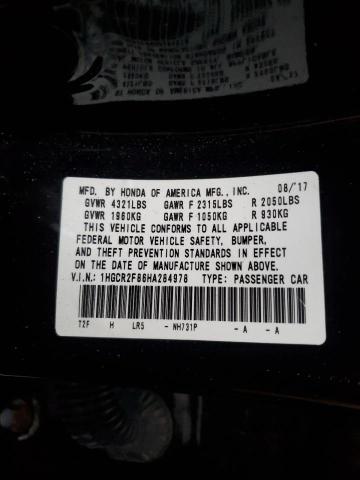 MFD. BY HONDA OF AMERICA MFG., INC. 08/'17
GVWR 4321LBS GAWR F 2315LBS R 2050LBS
GVWR 1960KG GAWR F 1050KG R 930KG
THIS VEHICLE CONFORMS TO ALL APPLICABLE
FEDERAL MOTOR VEHICLE SAFETY, BUMPER,
AND THEFT PREVENTION STANDARDS IN EFFECT
ON THE DATE OF MANUFACTURE SHOWN ABOVE.
V.I.N.: 1HGCR2F86HA284978 TYPE: PASSENGER CAR
T2F H LR5 - NH731P - A - A